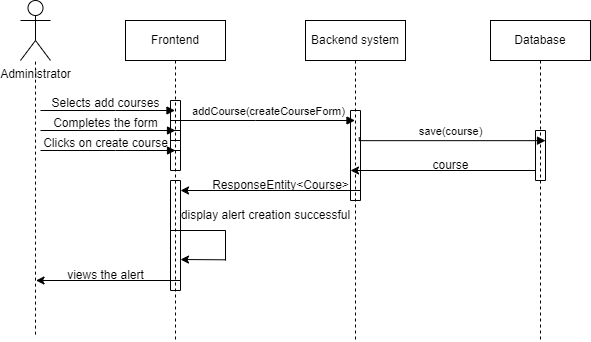 Frontend
Backend system
Database
Administrator
Selects add courses
addCourse(createCourseForm)
Completes the form
save(course)
Clicks on create course
course
ResponseEntity<Course>
display alert creation successful
views the alert